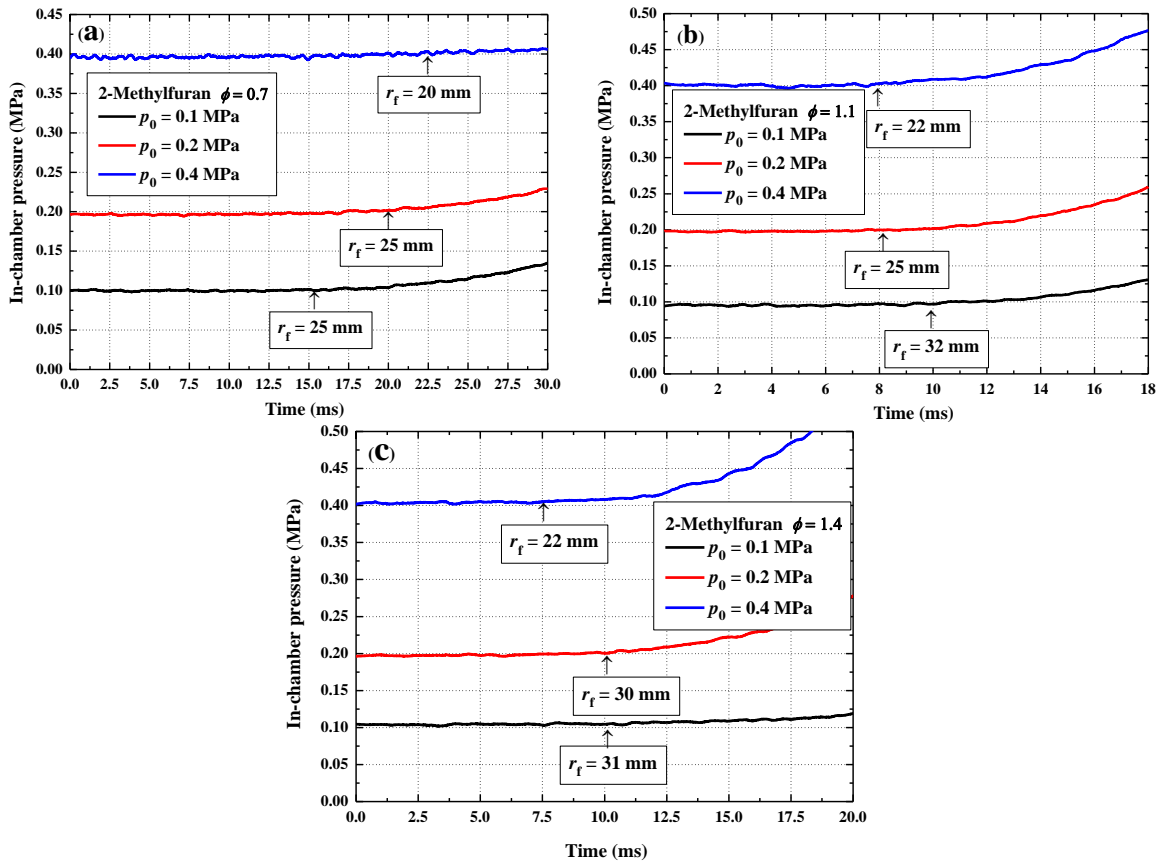 (a)
In-chamber pressure (MPa)
0.50
0.45
0.40
0.35
0.30
0.25
0.20
0.15
0.10
0.05
0.00
2-Methylfuran ϕ = 0.7
p0 = 0.1 MPa
p0 = 0.2 MPa
p0 = 0.4 MPa
rf = 20 mm
rf = 25 mm
rf = 25 mm
0.0 2.5 5.0 7.5 10.0 12.5 15.0 17.5 20.0 22.5 25.0 27.5 30.0
Time (ms)
(b)
In-chamber pressure (MPa)
0.50
0.45
0.40
0.35
0.30
0.25
0.20
0.15
0.10
0.05
0.00
2-Methylfuran ϕ = 1.1
p0 = 0.1 MPa
p0 = 0.2 MPa
p0 = 0.4 MPa
rf = 22 mm
rf = 25 mm
rf = 32 mm
0 2 4 6 8 10 12 14 16 18
Time (ms)
(c)
In-chamber pressure (MPa)
0.50
0.45
0.40
0.35
0.30
0.25
0.20
0.15
0.10
0.05
0.00
2-Methylfuran ϕ = 1.4
p0 = 0.1 MPa
p0 = 0.2 MPa
p0 = 0.4 MPa
rf = 22 mm
rf = 30 mm
rf = 31 mm
0.0 2.5 5.0 7.5 10.0 12.5 15.0 17.5 20.0
Time (ms)